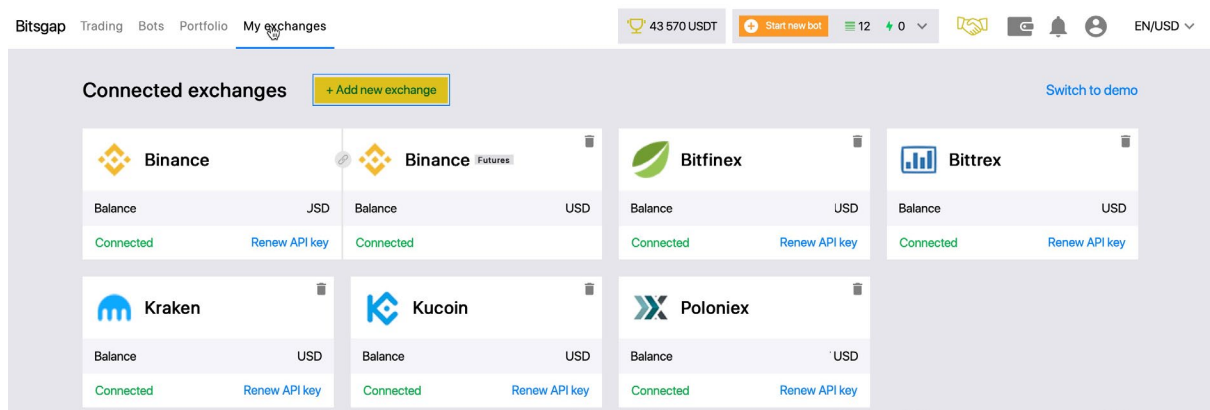 Bitsgap Trading Bots Portfolio My exchanges 43 570 USDT Start new bot 12 0 EN/USD
Connected exchanges + Add new exchange Switch to demo
Binance Binance Futures Bitfinex Bittrex
Balance USD Balance USD Balance USD Balance USD
Connected Renew API key Connected Connected Renew API key Connected Renew API key
Kraken Kucoin Poloniex
Balance USD Balance USD Balance USD
Connected Renew API key Connected Renew API key Connected Renew API key